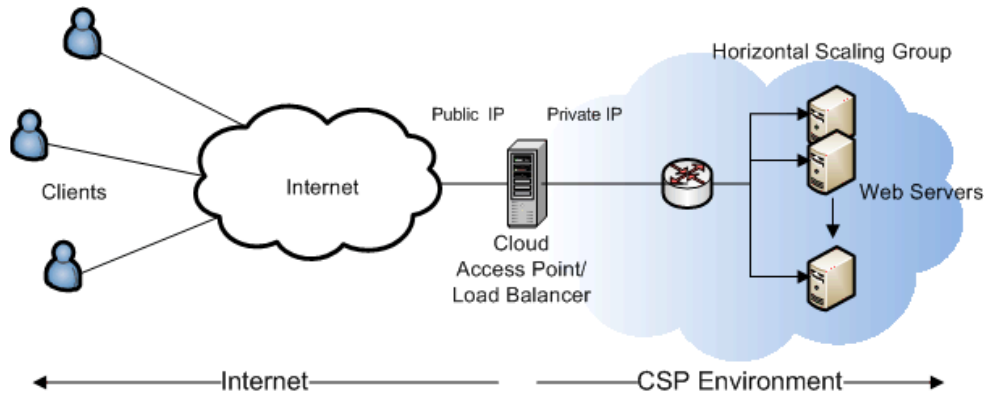 Horizontal Scaling Group
Public IP
Private IP
Clients
Internet
Web Servers
Cloud
Access Point/
Load Balancer
Internet
CSP Environment